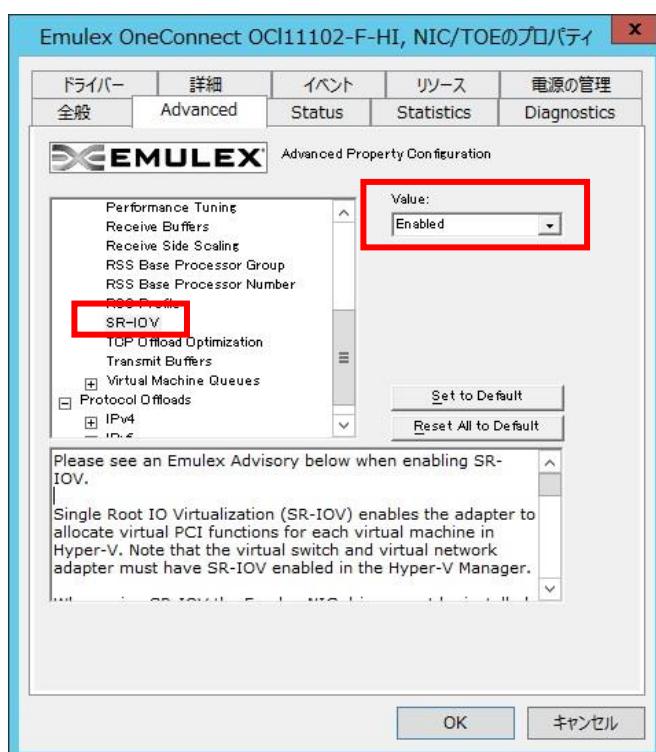 Emulex OneConnect OCl11102-F-HI, NIC/TOEのプロパティ
x
ドライバー 詳細 イベント リソース 電源の管理
全般 Advanced Status Statistics Diagnostics
EMULEX Advanced Property Configuration
Value:
Enabled
Performance Tuning
Receive Buffers
Receive Side Scaling
RSS Base Processor Group
RSS Base Processor Number
RSS Profile
SR-IOV
TCP Offload Optimization
Transmit Buffers
Virtual Machine Queues
Protocol Offloads
IPv4
IPv6
Set to Default
Reset All to Default
Please see an Emulex Advisory below when enabling SR-
IOV.
Single Root IO Virtualization (SR-IOV) enables the adapter to
allocate virtual PCI functions for each virtual machine in
Hyper-V. Note that the virtual switch and virtual network
adapter must have SR-IOV enabled in the Hyper-V Manager.
OK キャンセル